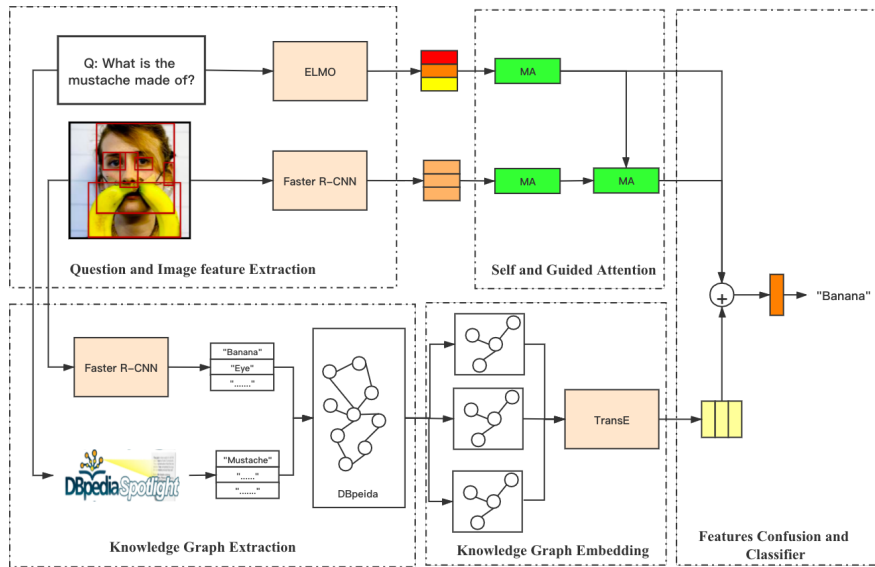 Q: What is the
mustache made of?
ELMO
MA
Faster R-CNN
MA
MA
Question and Image feature Extraction
Self and Guided Attention
+
"Banana"
Faster R-CNN
"Banana"
"Eye"
"......."
TransE
DBpedia Spotlight
"Mustache"
"......"
"......."
DBpeida
Knowledge Graph Extraction
Knowledge Graph Embedding
Features Confusion and
Classifier